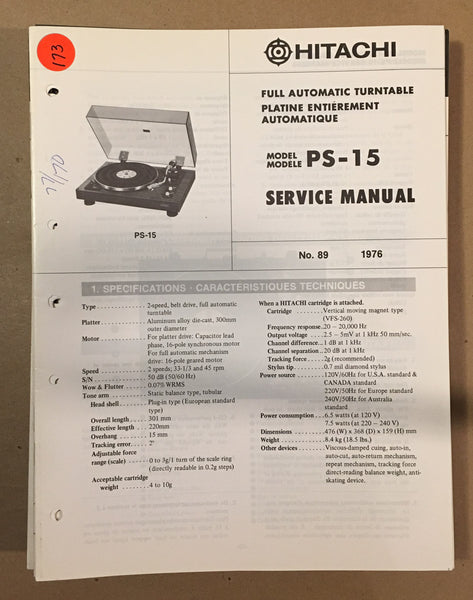 173
77/70
HITACHI
FULL AUTOMATIC TURNTABLE
PLATINE ENTIÈREMENT
AUTOMATIQUE
MODEL
MODÈLE PS-15
SERVICE MANUAL
PS-15
No. 89 1976
1. SPECIFICATIONS · CARACTERISTIQUES TECHNIQUES
Type 2-speed, belt drive, full automatic
turntable
Platter Aluminum alloy die-cast, 300mm
outer diameter
Motor For platter drive: Capacitor lead
phase, 16-pole synchronous motor
For full automatic mechanism
drive: 16-pole geared motor
Speed 2 speeds; 33-1/3 and 45 rpm
S/N 50 dB (50/60 Hz)
Wow & Flutter 0.07% WRMS
Tone arm Static balance type, tubular
Head shell Plug-in type (European standard
type)
Overall length 301 mm
Effective length 220mm
Overhang 15 mm
Tracking error 2°
Adjustable force
range (scale) 0 to 3g/1 turn of the scale ring
(directly readable in 0.2g steps)
Acceptable cartridge
weight 4 to 10g
When a HITACHI cartridge is attached.
Cartridge Vertical moving magnet type
(VFS-260)
Frequency response 20 – 20,000 Hz
Output voltage 2.5 – 5mV at 1 kHz 50 mm/sec.
Channel difference 1 dB at 1 kHz
Channel separation 20 dB at 1 kHz
Tracking force 2g (recommended)
Stylus tip 0.7 mil diamond stylus
Power source 120V/60Hz for U.S.A. standard &
CANADA standard
220V/50Hz for Europe standard
240V/50Hz for Australia
standard
Power consumption 6.5 watts (at 120 V)
7.5 watts (at 220 – 240 V)
Dimensions 476 (W) x 368 (D) x 159 (H) mm
Weight 8.4 kg (18.5 lbs.)
Other devices Viscous-damped cuing, auto-in,
auto-cut, auto-return mechanism,
repeat mechanism, tracking force
direct-reading balance weight, anti-
skating device.